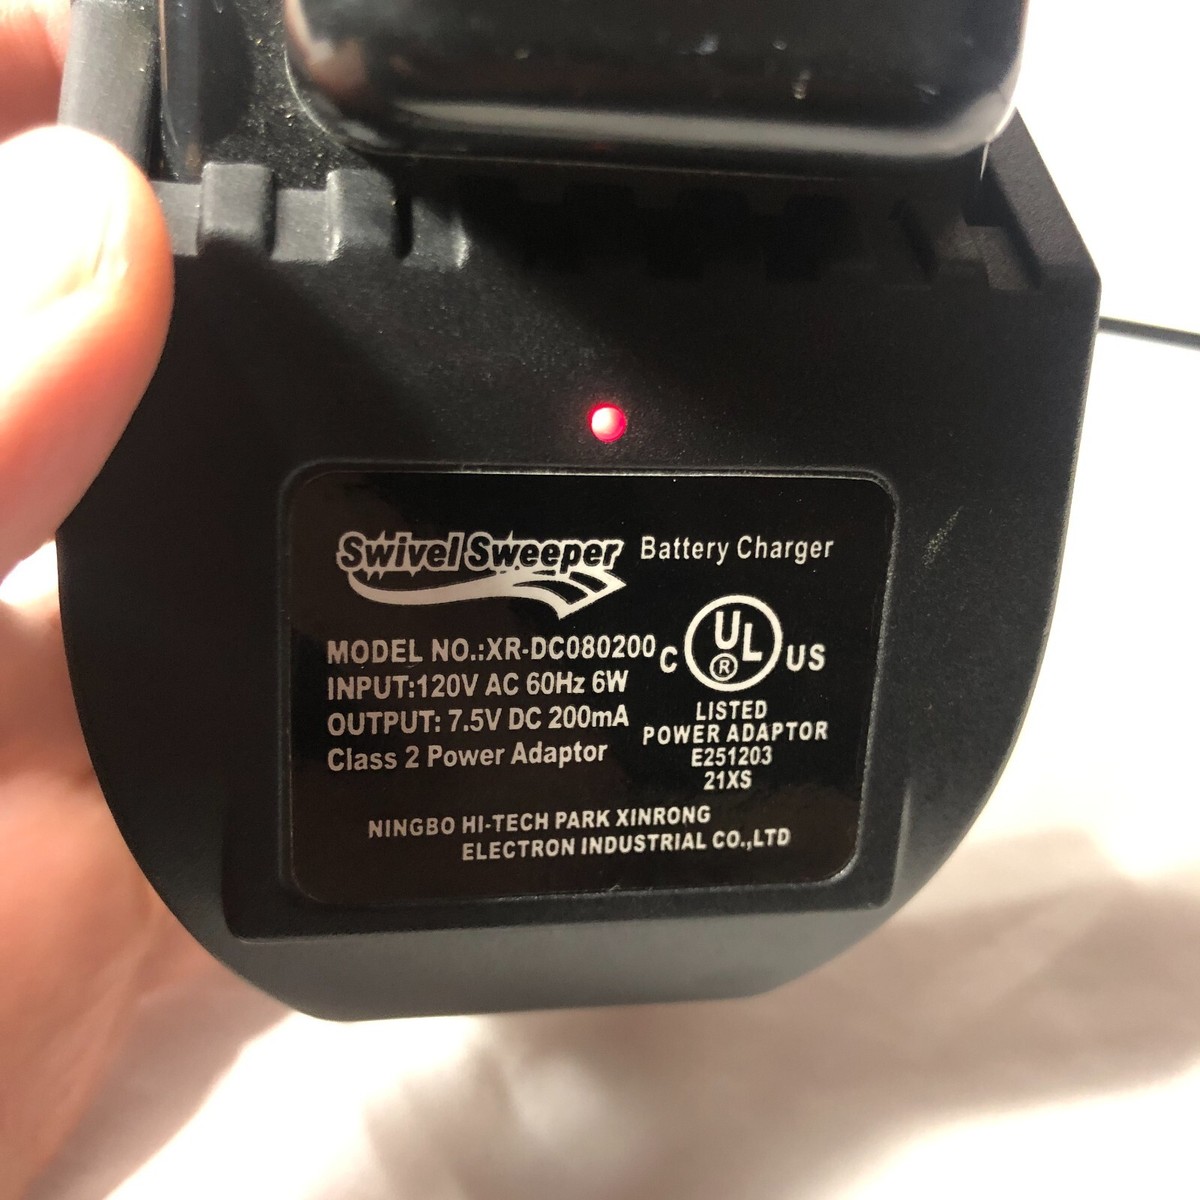 Swivel Sweeper Battery Charger
MODEL NO.:XR-DC080200
INPUT:120V AC 60Hz 6W
OUTPUT: 7.5V DC 200mA
Class 2 Power Adaptor
C UL ® US
LISTED
POWER ADAPTOR
E251203
21XS
NINGBO HI-TECH PARK XINRONG
ELECTRON INDUSTRIAL CO.,LTD